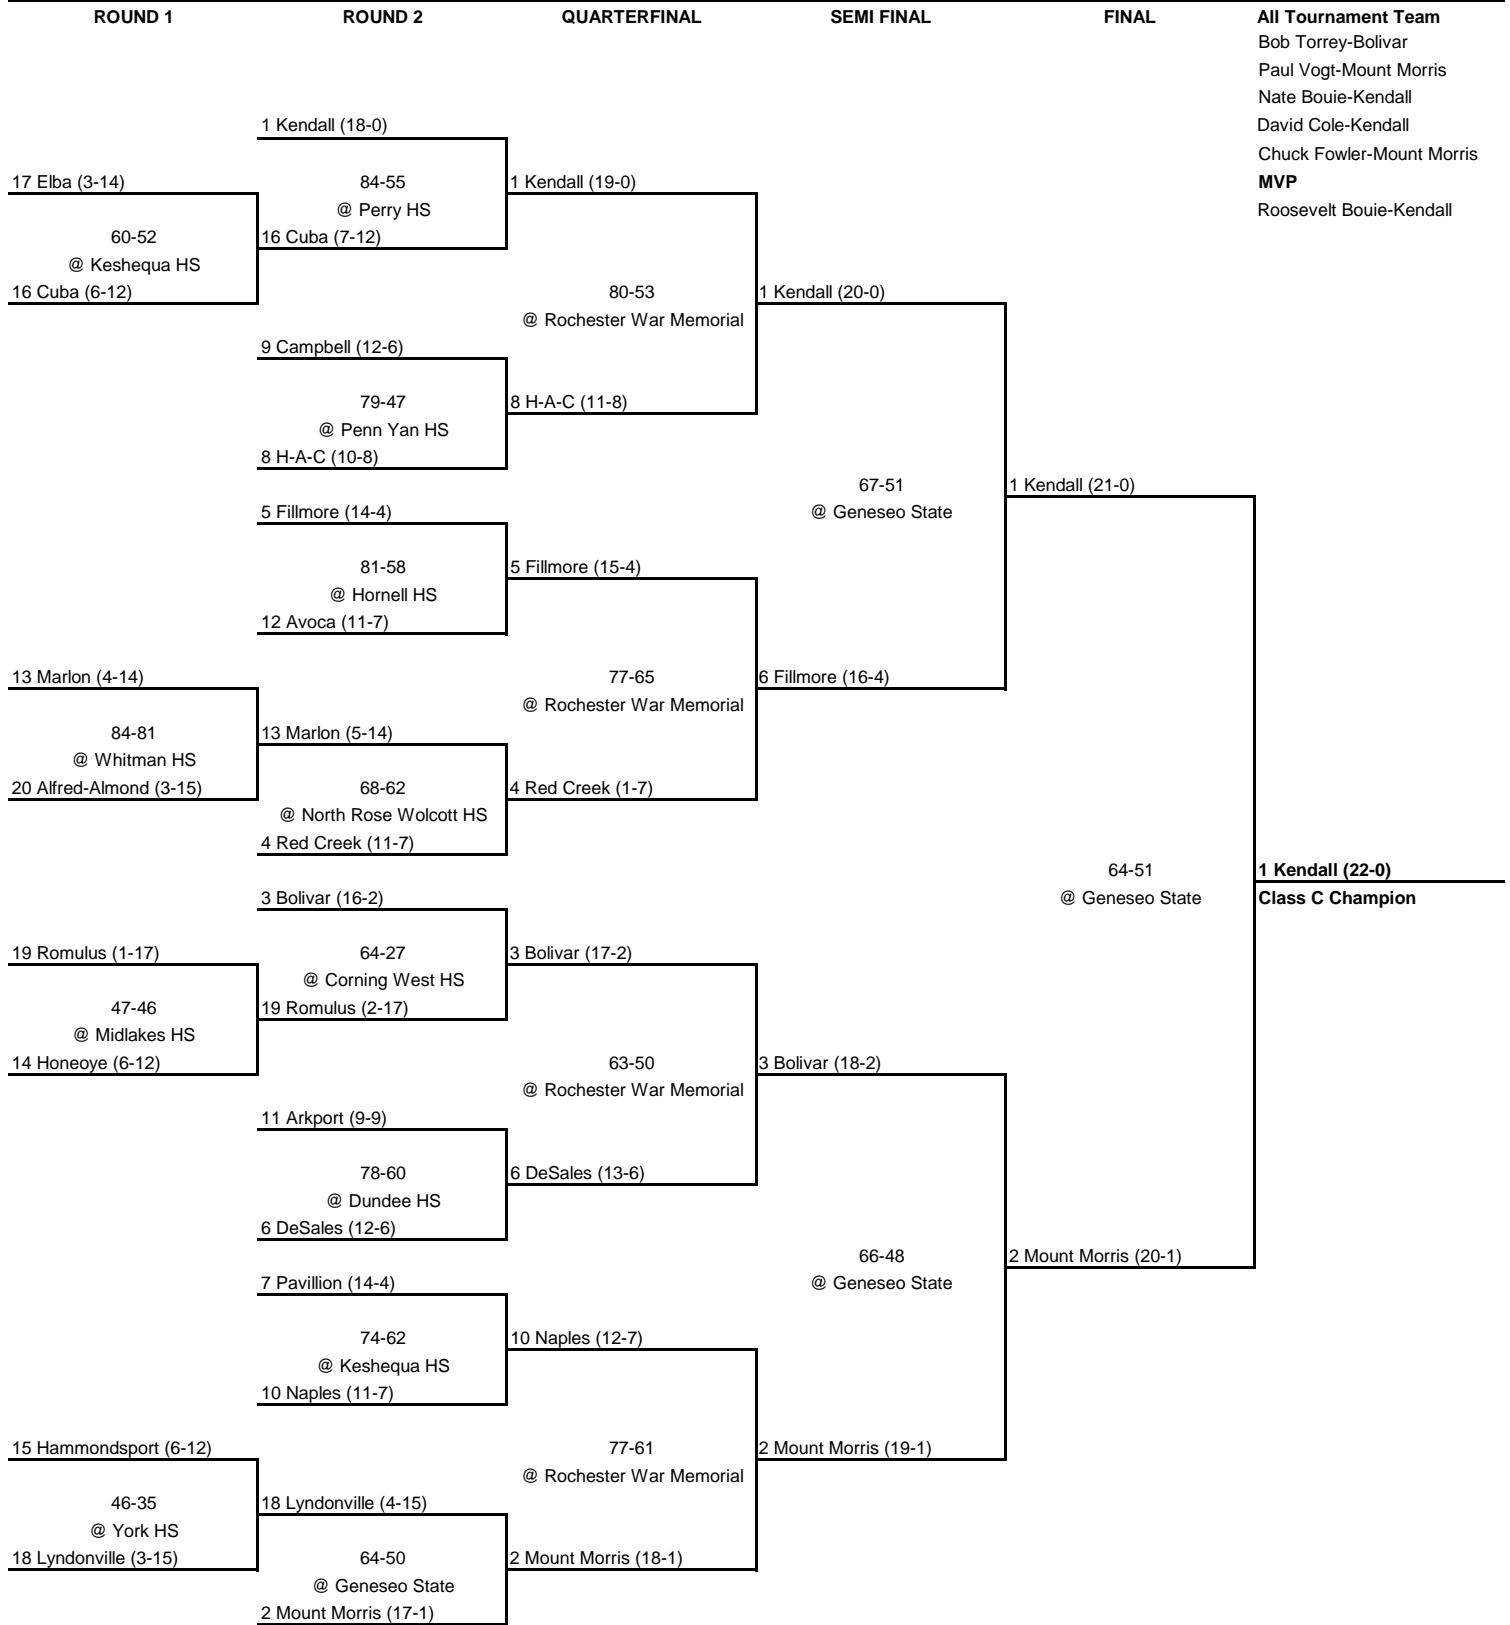 ROUND 1 ROUND 2 QUARTERFINAL SEMI FINAL FINAL All Tournament Team
Bob Torrey-Bolivar
Paul Vogt-Mount Morris
Nate Bouie-Kendall
1 Kendall (18-0) David Cole-Kendall
Chuck Fowler-Mount Morris
17 Elba (3-14) 84-55 1 Kendall (19-0) MVP
@ Perry HS Roosevelt Bouie-Kendall
60-52 16 Cuba (7-12)
@ Keshequa HS
16 Cuba (6-12) 80-53 1 Kendall (20-0)
@ Rochester War Memorial
9 Campbell (12-6)
79-47 8 H-A-C (11-8)
@ Penn Yan HS
8 H-A-C (10-8)
67-51 1 Kendall (21-0)
5 Fillmore (14-4) @ Geneseo State
81-58 5 Fillmore (15-4)
@ Hornell HS
12 Avoca (11-7)
13 Marlon (4-14) 77-65 6 Fillmore (16-4)
@ Rochester War Memorial
84-81 13 Marlon (5-14)
@ Whitman HS
20 Alfred-Almond (3-15) 68-62 4 Red Creek (1-7)
@ North Rose Wolcott HS
4 Red Creek (11-7)
64-51 1 Kendall (22-0)
3 Bolivar (16-2) @ Geneseo State Class C Champion
19 Romulus (1-17) 64-27 3 Bolivar (17-2)
@ Corning West HS
47-46 19 Romulus (2-17)
@ Midlakes HS
14 Honeoye (6-12) 63-50 3 Bolivar (18-2)
@ Rochester War Memorial
11 Arkport (9-9)
78-60 6 DeSales (13-6)
@ Dundee HS
6 DeSales (12-6)
66-48 2 Mount Morris (20-1)
7 Pavillion (14-4) @ Geneseo State
74-62 10 Naples (12-7)
@ Keshequa HS
10 Naples (11-7)
15 Hammondsport (6-12) 77-61 2 Mount Morris (19-1)
@ Rochester War Memorial
46-35 18 Lyndonville (4-15)
@ York HS
18 Lyndonville (3-15) 64-50 2 Mount Morris (18-1)
@ Geneseo State
2 Mount Morris (17-1)